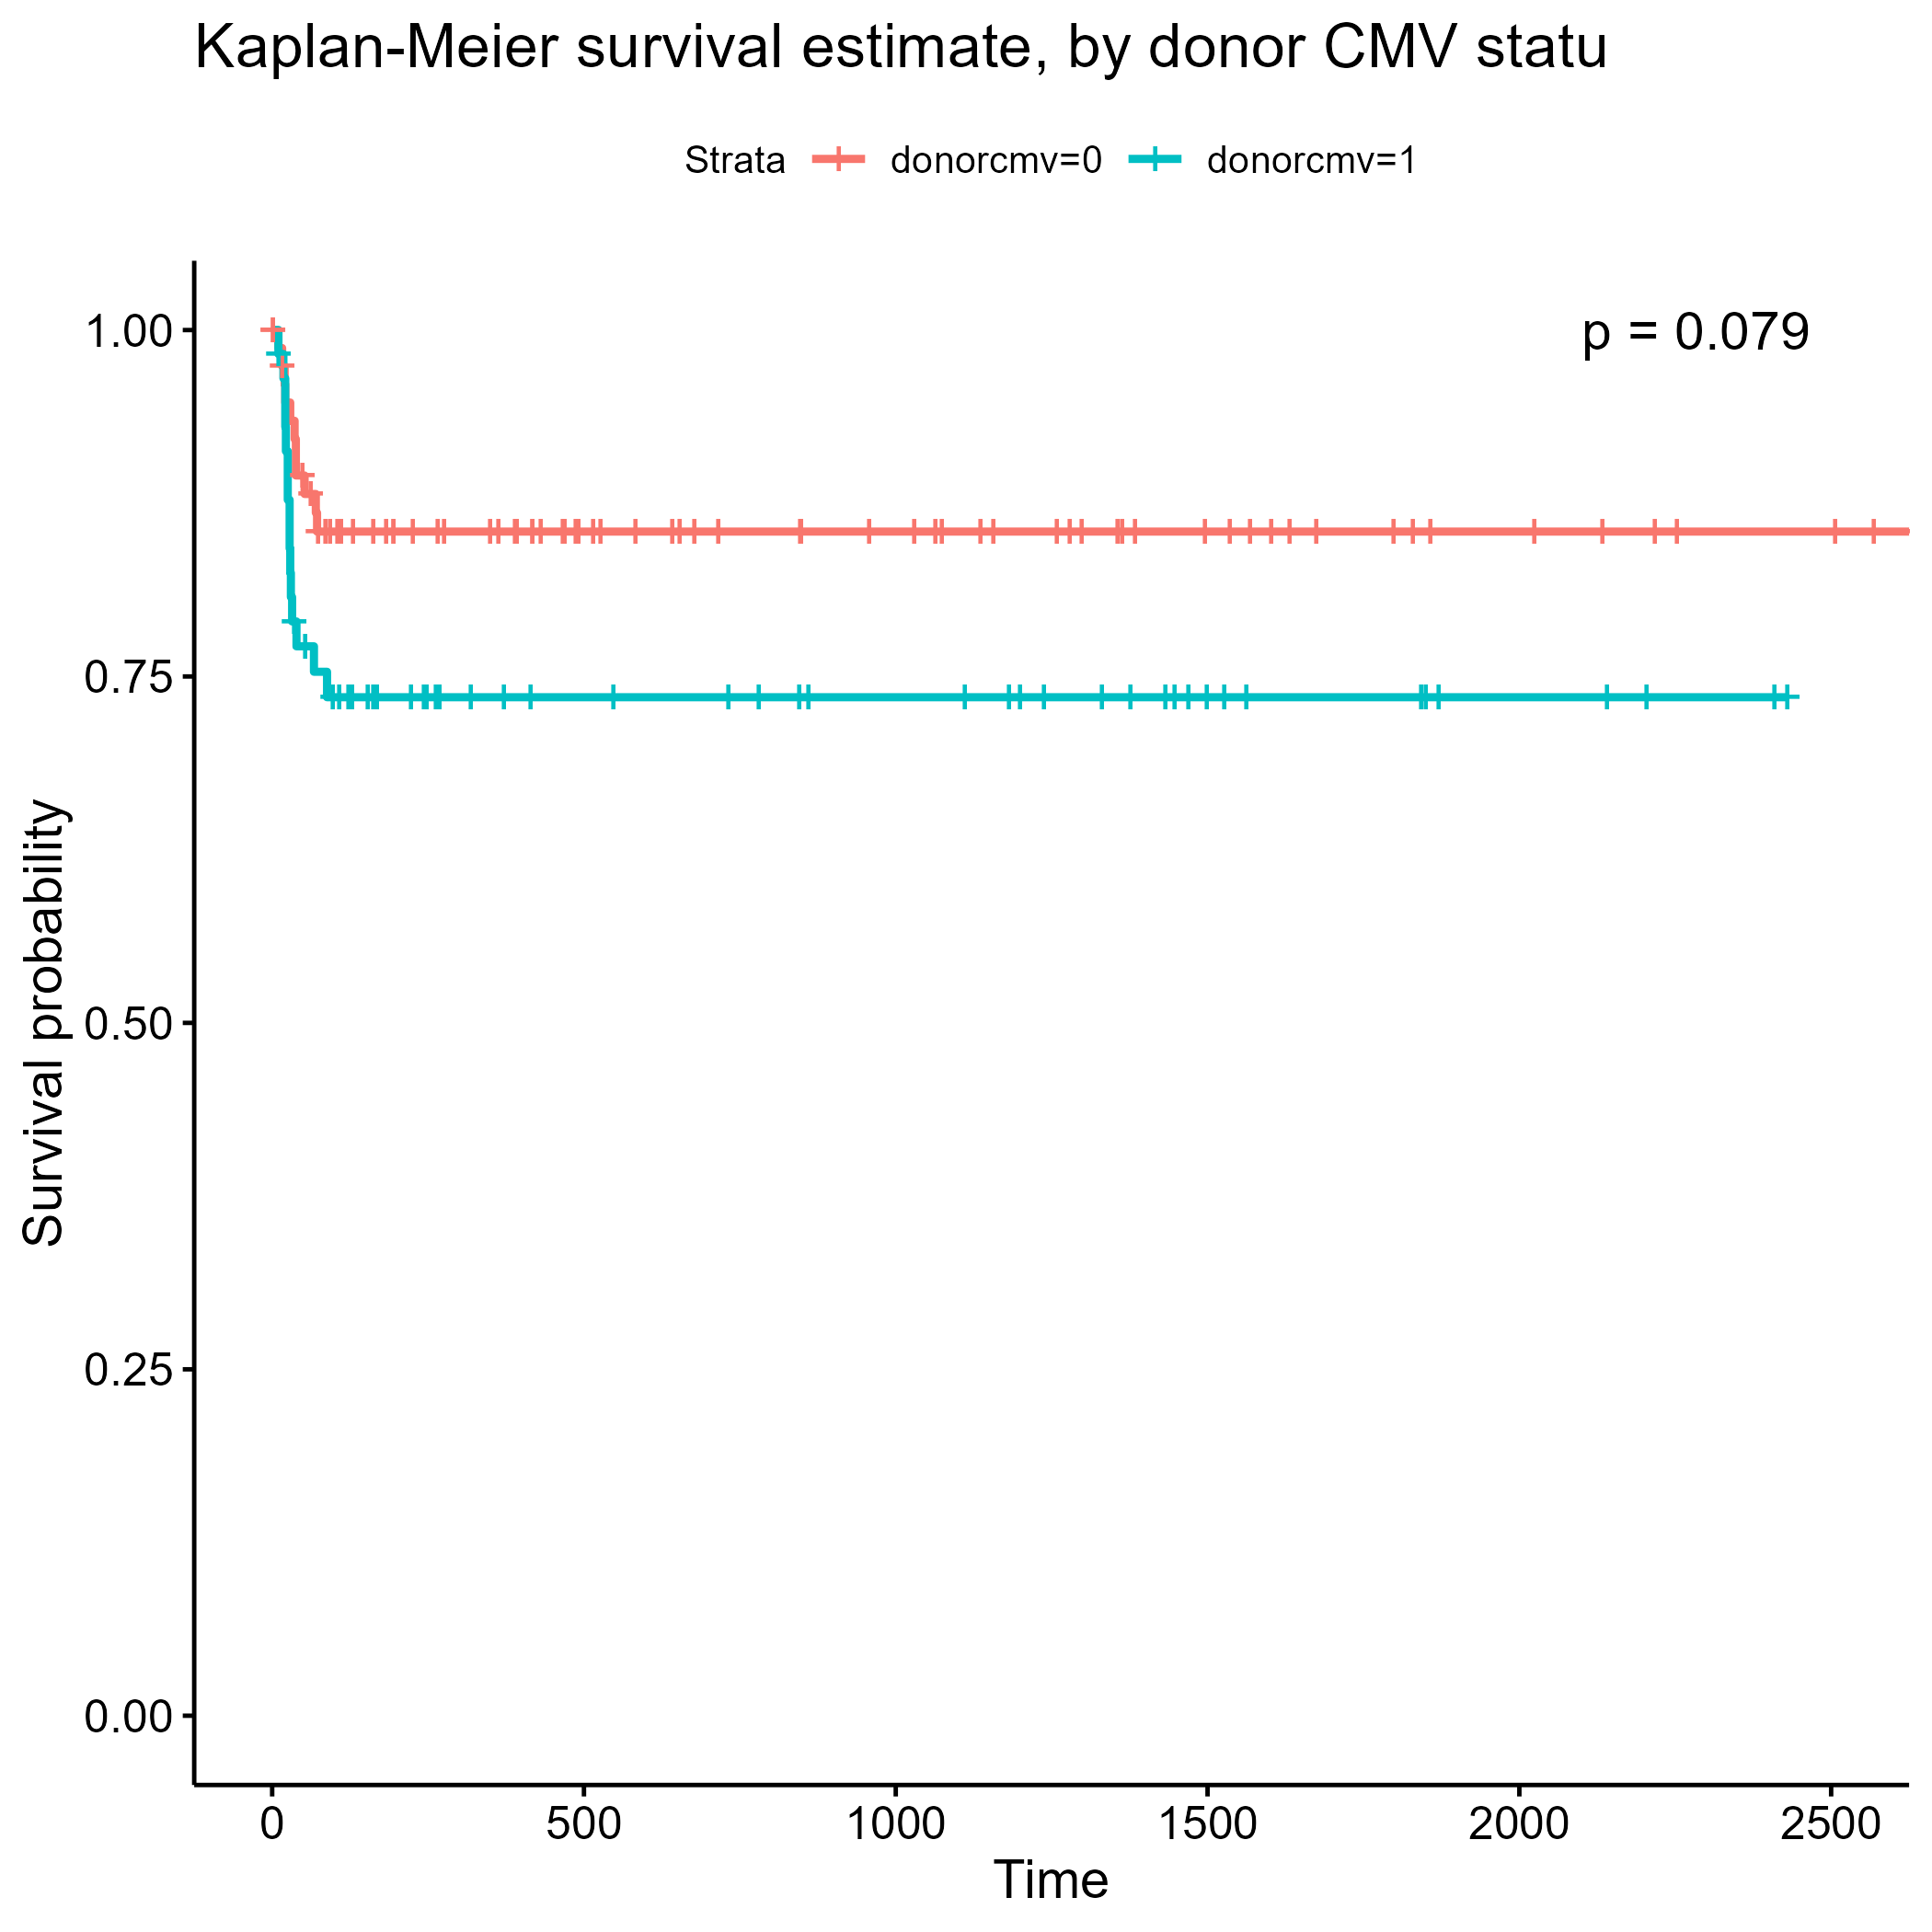 Kaplan-Meier survival estimate, by donor CMV statu
Strata donorcmv=0 donorcmv=1
p = 0.079
1.00
0.75
0.50
0.25
0.00
Survival probability
0 500 1000 1500 2000 2500
Time